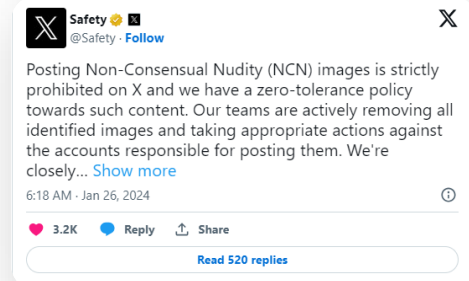 Safety
@Safety · Follow
Posting Non-Consensual Nudity (NCN) images is strictly
prohibited on X and we have a zero-tolerance policy
towards such content. Our teams are actively removing all
identified images and taking appropriate actions against
the accounts responsible for posting them. We're
closely... Show more
6:18 AM · Jan 26, 2024
3.2K Reply Share
Read 520 replies